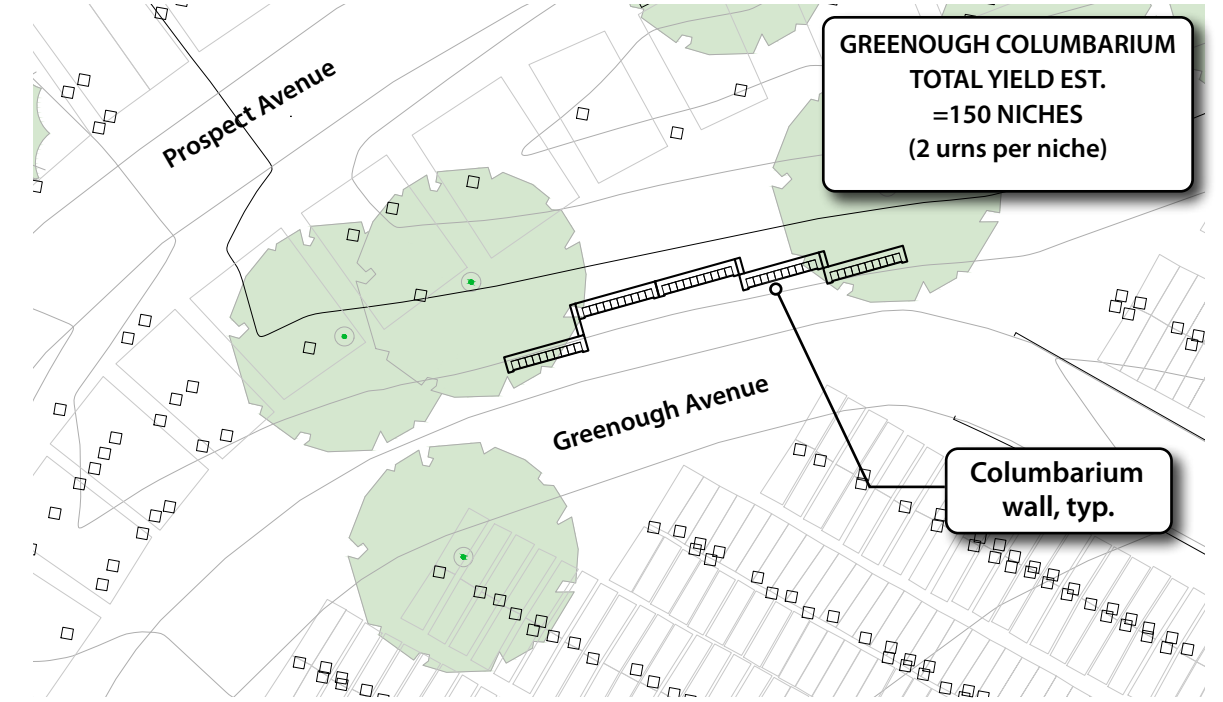 Prospect Avenue
GREENOUGH COLUMBARIUM
TOTAL YIELD EST.
=150 NICHES
(2 urns per niche)
Greenough Avenue
Columbarium
wall, typ.